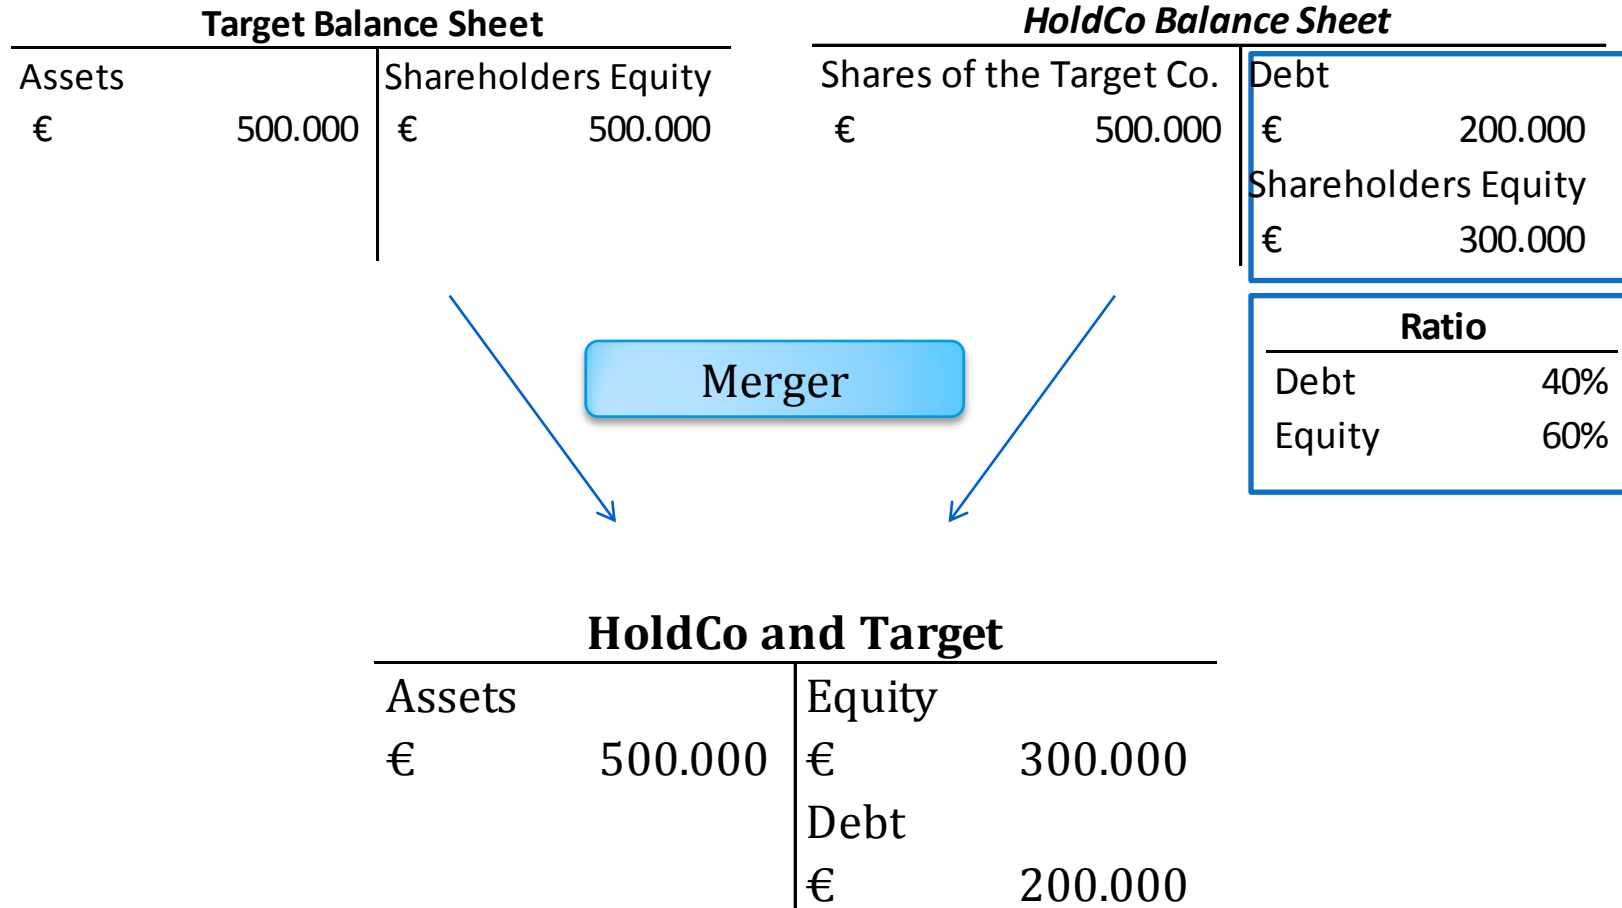 Target Balance Sheet
Assets Shareholders Equity
€ 500.000 € 500.000
HoldCo Balance Sheet
Shares of the Target Co. Debt
€ 500.000 € 200.000
Shareholders Equity
€ 300.000
Ratio
Debt 40%
Equity 60%
Merger
HoldCo and Target
Assets Equity
€ 500.000 € 300.000
Debt
€ 200.000